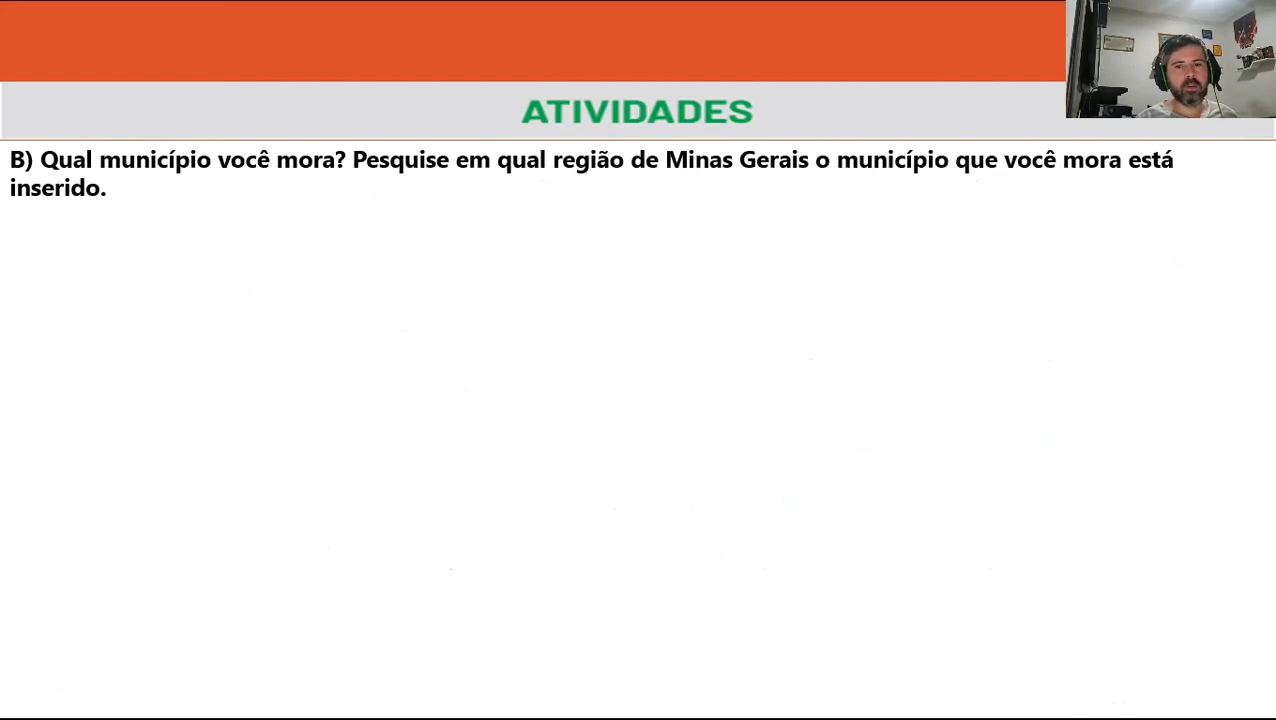 ATIVIDADES
B) Qual município você mora? Pesquise em qual região de Minas Gerais o município que você mora está
inserido.